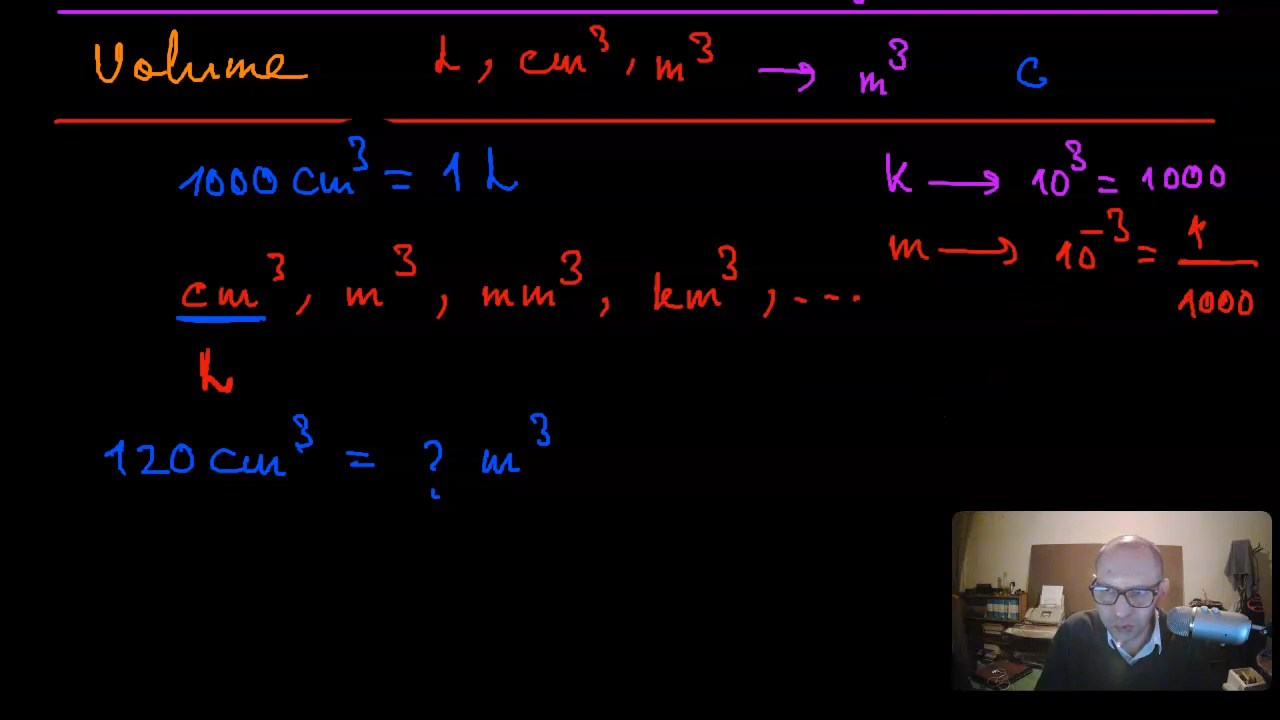 Volume L, cm³, m³ → m³ C
1000 cm³ = 1 L
k → 10³ = 1000
m → 10⁻³ = 1/1000
cm³, m³, mm³, km³, ....
L
120 cm³ = ? m³